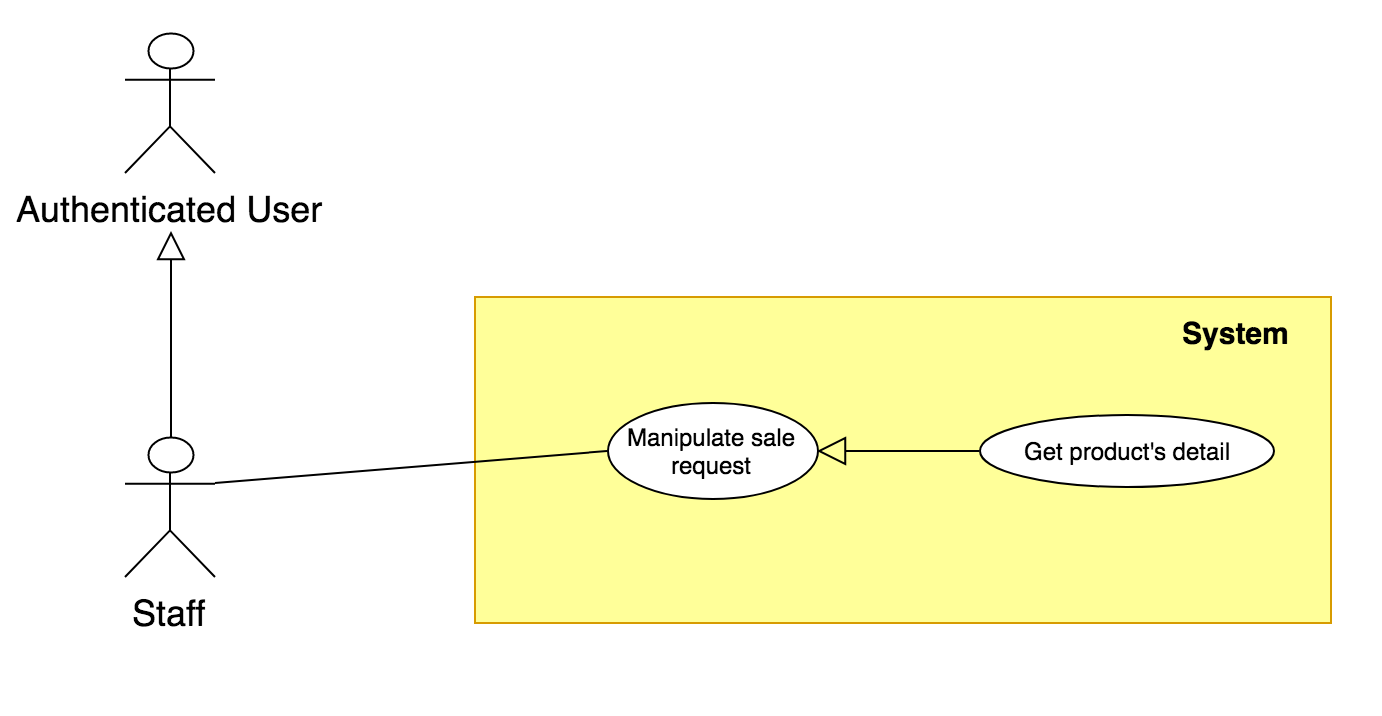 Authenticated User
System
Manipulate sale
request
Get product's detail
Staff